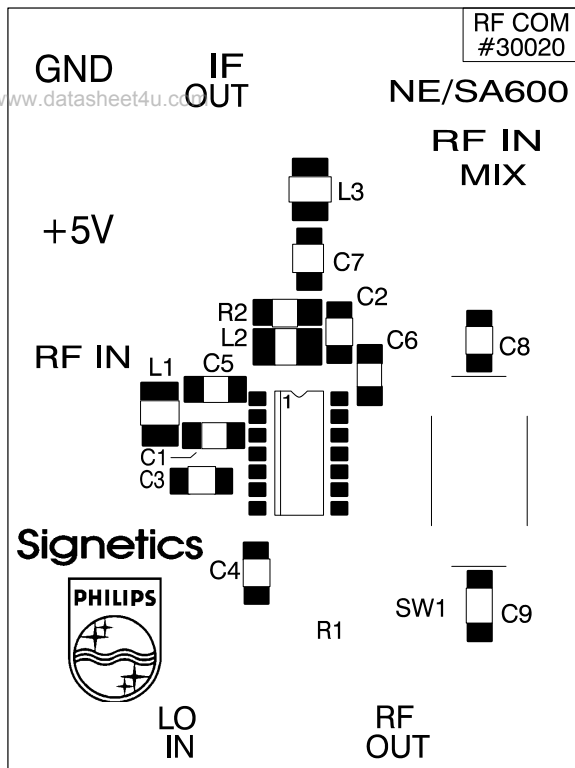 RF COM
#30020
GND
IF
OUT
www.datasheet4u.com
NE/SA600
RF IN
MIX
L3
+5V
C7
C2
R2
L2
C6
C8
RF IN
L1
C5
1
C1
C3
Signetics
C4
PHILIPS
SW1
C9
R1
LO
IN
RF
OUT